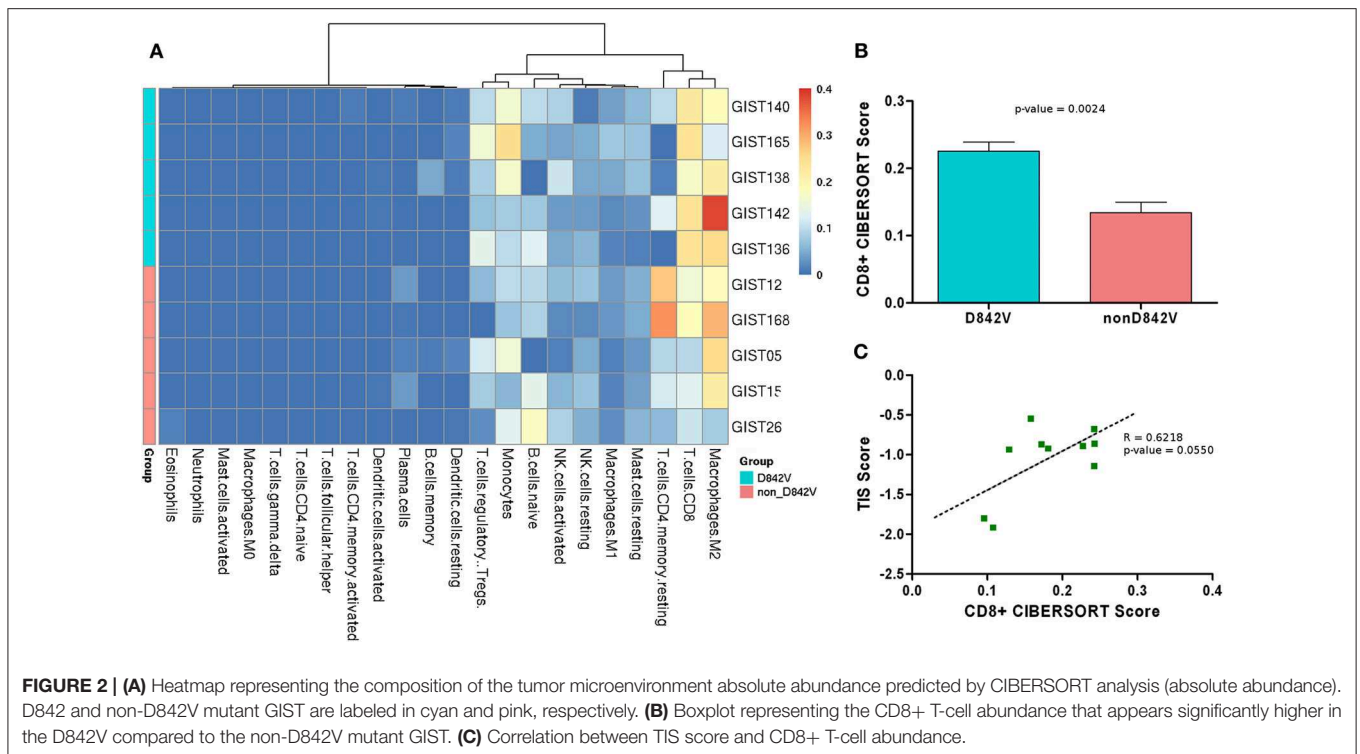 A
GIST140
GIST165
GIST138
GIST142
GIST136
GIST12
GIST168
GIST05
GIST15
GIST26
0.4
0.3
0.2
0.1
0
Group
Eosinophils
Neutrophils
Mast.cells.activated
Macrophages.M0
T.cells.gamma.delta
T.cells.CD4.naive
T.cells.follicular.helper
T.cells.CD4.memory.activated
Dendritic.cells.activated
Plasma.cells
B.cells.memory
Dendritic.cells.resting
T.cells.regulatory..Tregs.
Monocytes
B.cells.naive
NK.cells.activated
NK.cells.resting
Macrophages.M1
Mast.cells.resting
T.cells.CD4.memory.resting
T.cells.CD8
Macrophages.M2
Group
D842V
non_D842V
B
CD8+ CIBERSORT Score
0.3
0.2
0.1
0.0
p-value = 0.0024
D842V
nonD842V
C
TIS Score
0.0
-0.5
-1.0
-1.5
-2.0
-2.5
R = 0.6218
p-value = 0.0550
0.0
0.1
0.2
0.3
0.4
CD8+ CIBERSORT Score
FIGURE 2 | (A) Heatmap representing the composition of the tumor microenvironment absolute abundance predicted by CIBERSORT analysis (absolute abundance).
D842 and non-D842V mutant GIST are labeled in cyan and pink, respectively. (B) Boxplot representing the CD8+ T-cell abundance that appears significantly higher in
the D842V compared to the non-D842V mutant GIST. (C) Correlation between TIS score and CD8+ T-cell abundance.